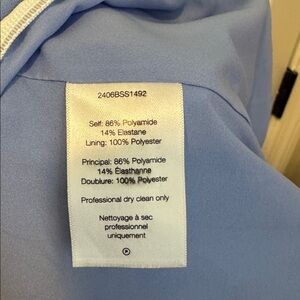 2406BSS1492
Self: 86% Polyamide
14% Elastane
Lining: 100% Polyester
Principal: 86% Polyamide
14% Élasthanne
Doublure: 100% Polyester
Professional dry clean only
Nettoyage à sec
professionnel
uniquement